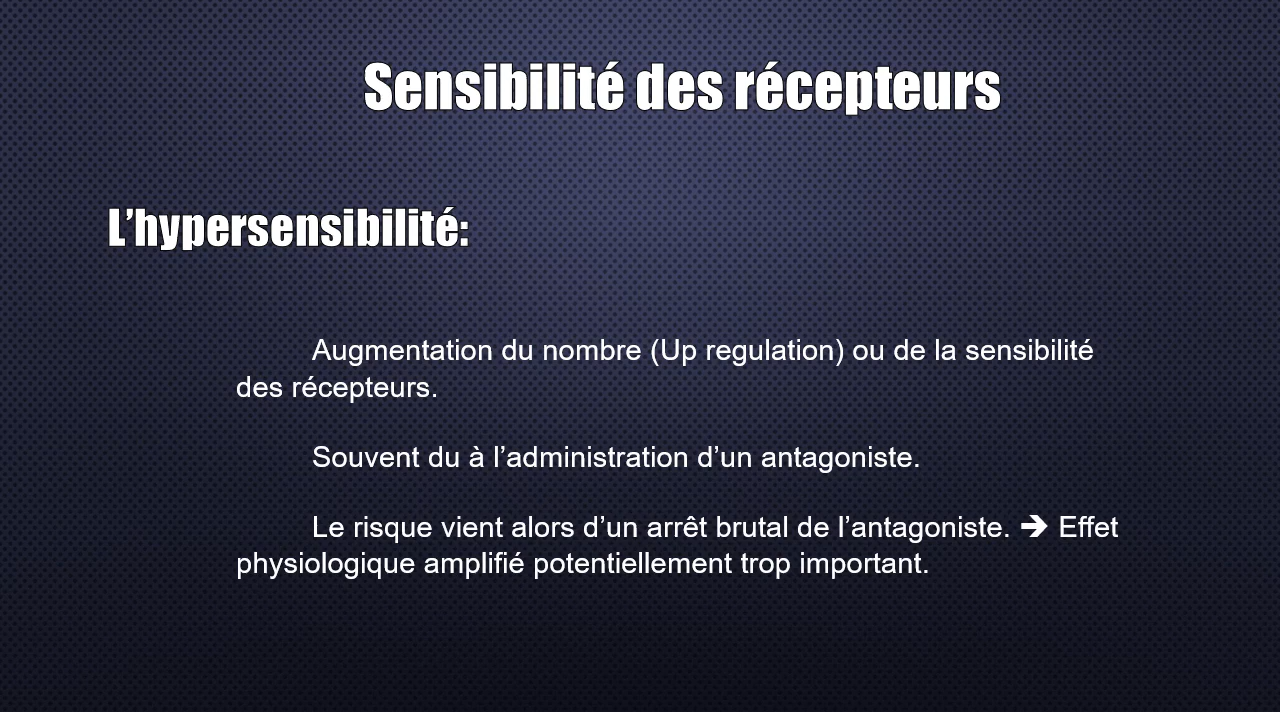 Sensibilité des récepteurs
L’hypersensibilité:
Augmentation du nombre (Up regulation) ou de la sensibilité
des récepteurs.
Souvent du à l’administration d’un antagoniste.
Le risque vient alors d’un arrêt brutal de l’antagoniste. ➔ Effet
physiologique amplifié potentiellement trop important.